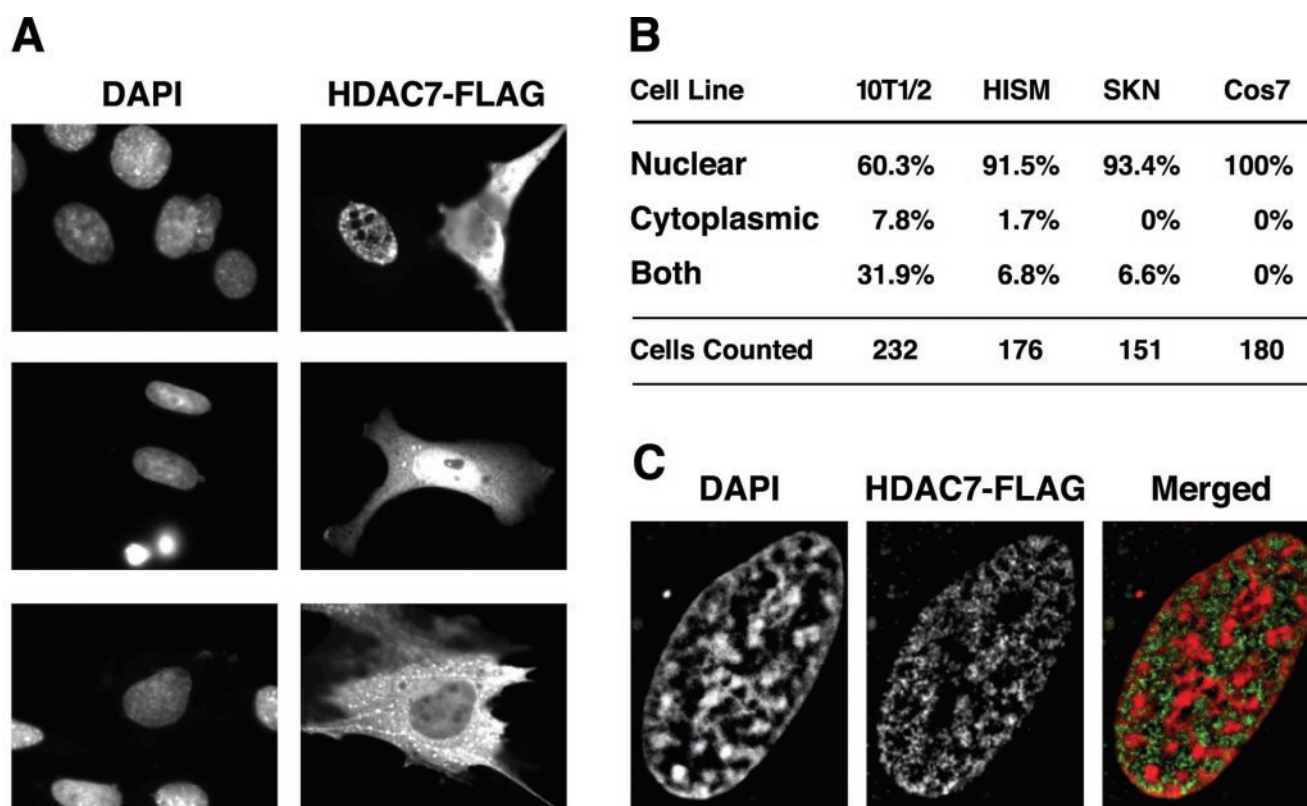 A
DAPI HDAC7-FLAG
B
Cell Line 10T1/2 HISM SKN Cos7
Nuclear 60.3% 91.5% 93.4% 100%
Cytoplasmic 7.8% 1.7% 0% 0%
Both 31.9% 6.8% 6.6% 0%
Cells Counted 232 176 151 180
C
DAPI HDAC7-FLAG Merged